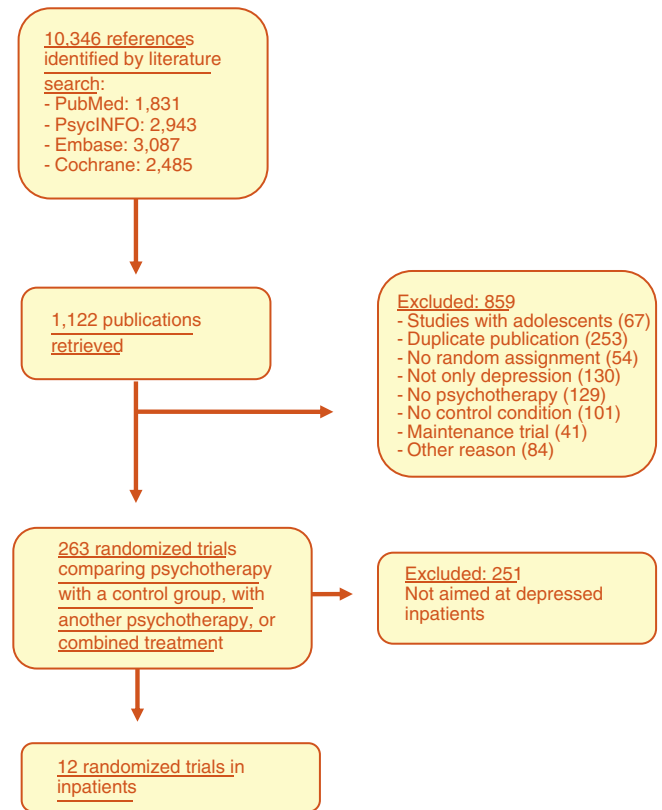 10,346 references
identified by literature
search:
- PubMed: 1,831
- PsycINFO: 2,943
- Embase: 3,087
- Cochrane: 2,485
1,122 publications
retrieved
Excluded: 859
- Studies with adolescents (67)
- Duplicate publication (253)
- No random assignment (54)
- Not only depression (130)
- No psychotherapy (129)
- No control condition (101)
- Maintenance trial (41)
- Other reason (84)
263 randomized trials
comparing psychotherapy
with a control group, with
another psychotherapy, or
combined treatment
Excluded: 251
Not aimed at depressed
inpatients
12 randomized trials in
inpatients